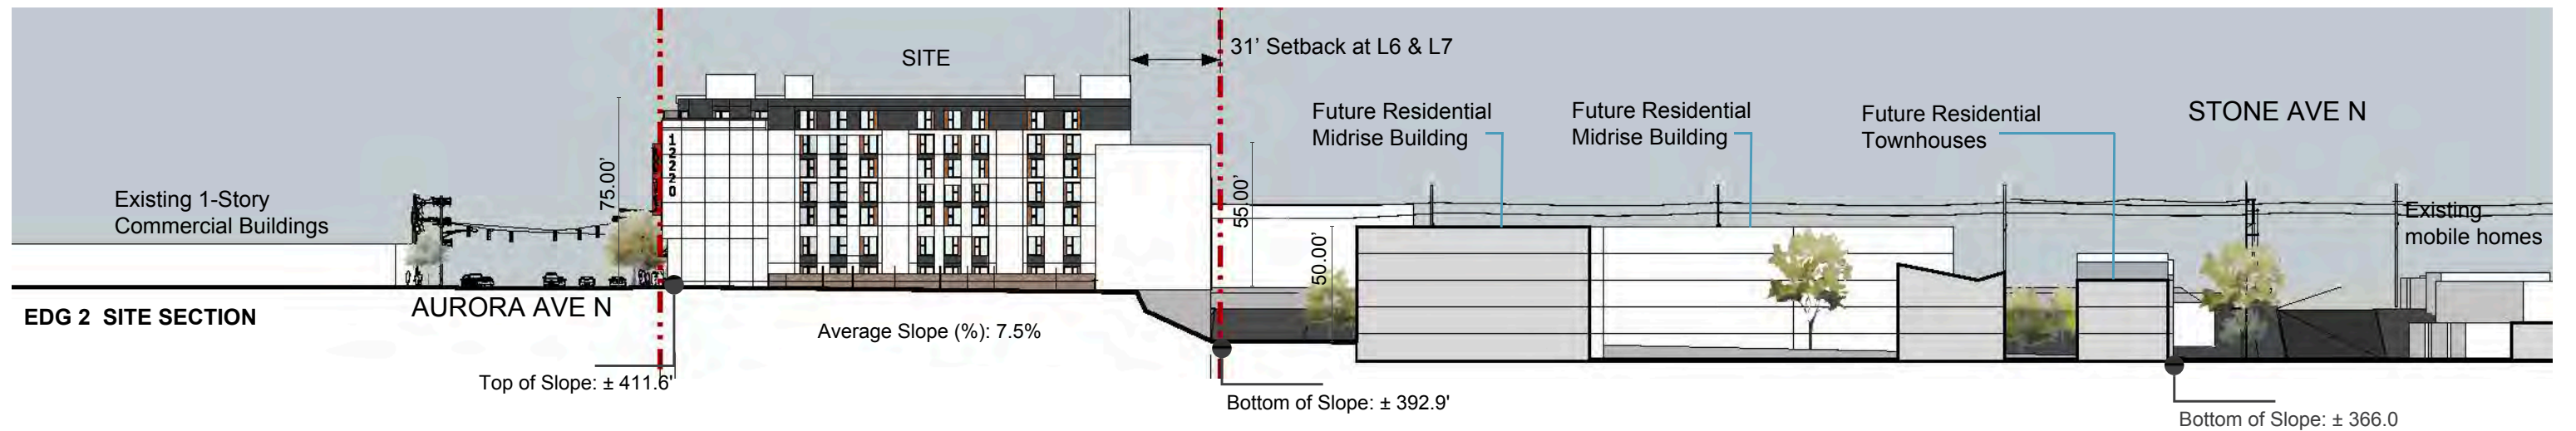 SITE
31' Setback at L6 & L7
Future Residential
Midrise Building
Future Residential
Midrise Building
Future Residential
Townhouses
STONE AVE N
Existing 1-Story
Commercial Buildings
75.00'
12220
55.00'
50.00'
Existing
mobile homes
EDG 2 SITE SECTION
AURORA AVE N
Average Slope (%): 7.5%
Top of Slope: ± 411.6'
Bottom of Slope: ± 392.9'
Bottom of Slope: ± 366.0